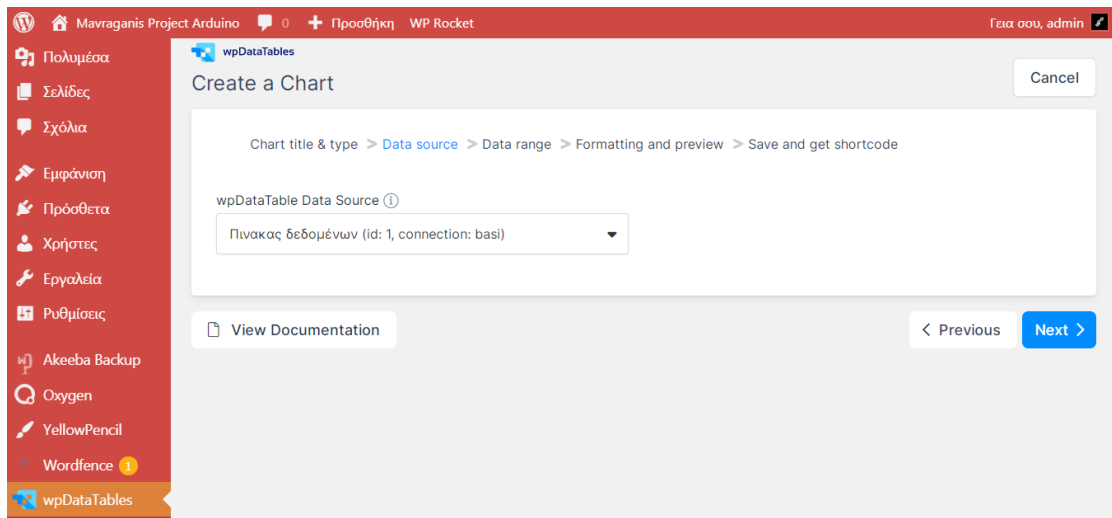 Mavraganis Project Arduino 0 Προσθήκη WP Rocket Γεια σου, admin
Πολυμέσα
Σελίδες
Σχόλια
Εμφάνιση
Πρόσθετα
Χρήστες
Εργαλεία
Ρυθμίσεις
Akeeba Backup
Oxygen
YellowPencil
Wordfence 1
wpDataTables
wpDataTables
Create a Chart
Cancel
Chart title & type > Data source > Data range > Formatting and preview > Save and get shortcode
wpDataTable Data Source
Πινακας δεδομένων (id: 1, connection: basi)
View Documentation
< Previous
Next >